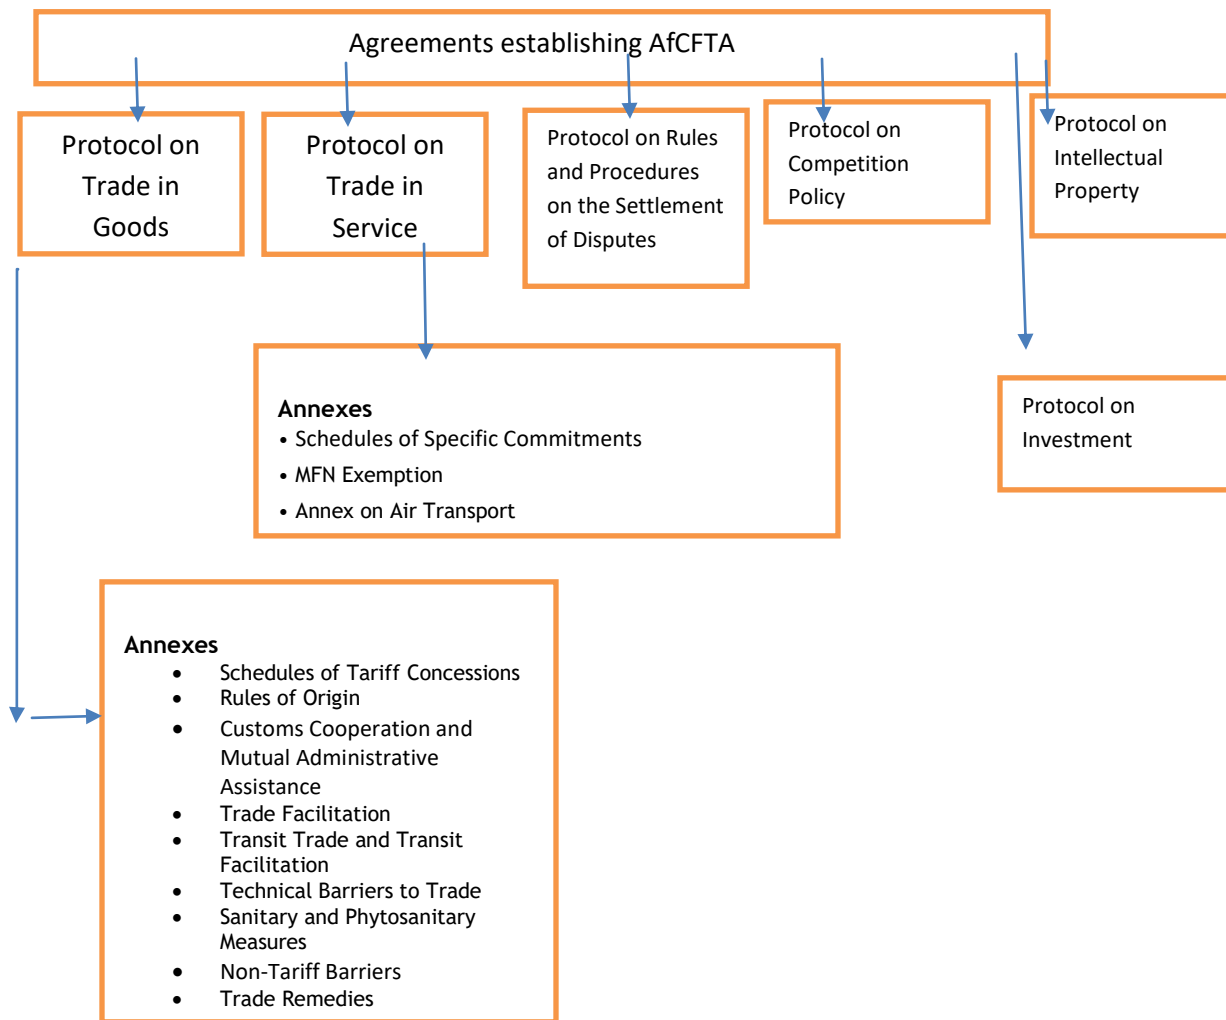 Agreements establishing AfCFTA
Protocol on
Trade in
Goods
Protocol on
Trade in
Service
Protocol on Rules
and Procedures
on the Settlement
of Disputes
Protocol on
Competition
Policy
Protocol on
Intellectual
Property
Protocol on
Investment
Annexes
• Schedules of Specific Commitments
• MFN Exemption
• Annex on Air Transport
Annexes
• Schedules of Tariff Concessions
• Rules of Origin
• Customs Cooperation and
Mutual Administrative
Assistance
• Trade Facilitation
• Transit Trade and Transit
Facilitation
• Technical Barriers to Trade
• Sanitary and Phytosanitary
Measures
• Non-Tariff Barriers
• Trade Remedies